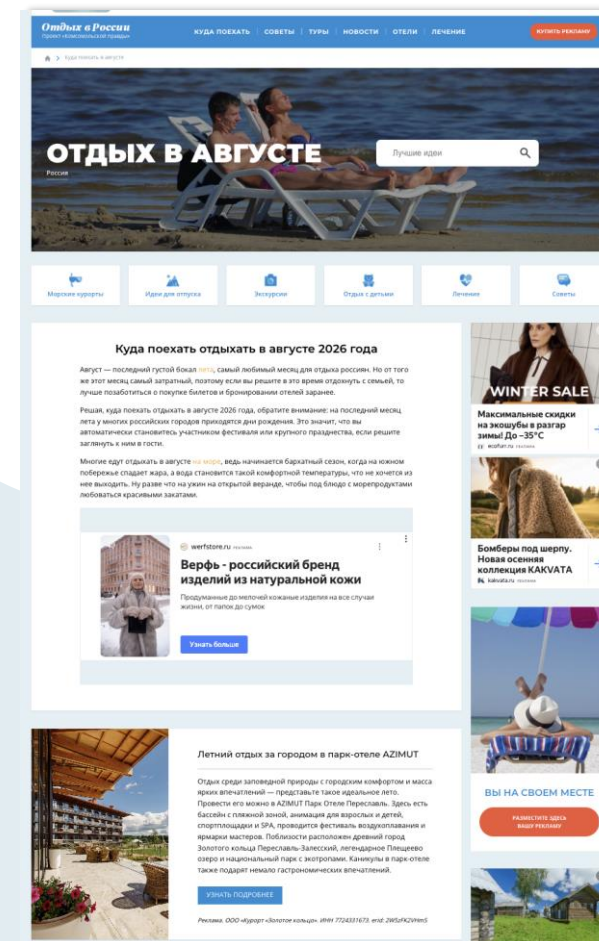 Отдых в России
Проект «Комсомольской правды»
КУДА ПОЕХАТЬ СОВЕТЫ ТУРЫ НОВОСТИ ОТЕЛИ ЛЕЧЕНИЕ
КУПИТЬ РЕКЛАМУ
Куда поехать в августе
ОТДЫХ В АВГУСТЕ
Россия
Лучшие идеи
Морские курорты
Идеи для отпуска
Экскурсии
Отдых с детьми
Лечение
Советы
Куда поехать отдыхать в августе 2026 года
Август — последний густой бокал лета, самый любимый месяц для отдыха россиян. Но от того
же этот месяц самый затратный, поэтому если вы решите в это время отдохнуть с семьей, то
лучше позаботиться о покупке билетов и бронировании отелей заранее.
Решая, куда поехать отдыхать в августе 2026 года, обратите внимание: на последний месяц
лета у многих российских городов приходятся дни рождения. Это значит, что вы
автоматически становитесь участником фестиваля или крупного празднества, если решите
заглянуть к ним в гости.
Многие едут отдыхать в августе на море, ведь начинается бархатный сезон, когда на южном
побережье спадает жара, а вода становится такой комфортной температуры, что не хочется из
нее выходить. Ну разве что на ужин на открытой веранде, чтобы под блюдо с морепродуктами
любоваться красивыми закатами.
werfstore.ru РЕКЛАМА
Верфь - российский бренд
изделий из натуральной кожи
Продуманные до мелочей кожаные изделия на все случаи
жизни, от папок до сумок
Узнать больше
WINTER SALE
Максимальные скидки
на экошубы в разгар
зимы! До −35°C
ecofurr.ru РЕКЛАМА
Бомберы под шерпу.
Новая осенняя
коллекция KAKVATA
kakvata.ru РЕКЛАМА
ВЫ НА СВОЕМ МЕСТЕ
РАЗМЕСТИТЕ ЗДЕСЬ
ВАШУ РЕКЛАМУ
Летний отдых за городом в парк-отеле AZIMUT
Отдых среди заповедной природы с городским комфортом и масса
ярких впечатлений — представьте такое идеальное лето.
Провести его можно в AZIMUT Парк Отеле Переславль. Здесь есть
бассейн с пляжной зоной, анимация для взрослых и детей,
спортплощадки и SPA, проводится фестиваль воздухоплавания и
ярмарки мастеров. Поблизости расположен древний город
Золотого кольца Переславль-Залесский, легендарное Плещеево
озеро и национальный парк с экотропами. Каникулы в парк-отеле
также подарят немало гастрономических впечатлений.
УЗНАТЬ ПОДРОБНЕЕ
Реклама. ООО «Курорт «Золотое кольцо». ИНН 7724331673. erid: 2W5zFK2VHmS